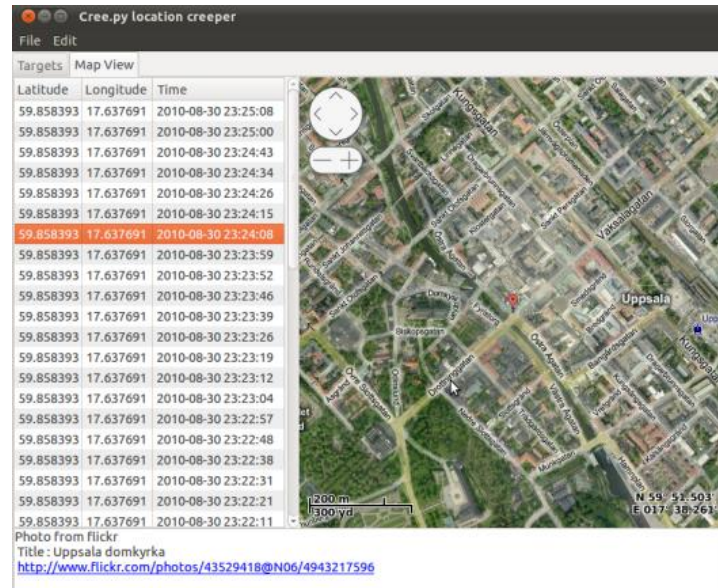 Cree.py location creeper
File Edit
Targets Map View
Latitude Longitude Time
59.858393 17.637691 2010-08-30 23:25:08
59.858393 17.637691 2010-08-30 23:25:00
59.858393 17.637691 2010-08-30 23:24:43
59.858393 17.637691 2010-08-30 23:24:34
59.858393 17.637691 2010-08-30 23:24:26
59.858393 17.637691 2010-08-30 23:24:15
59.858393 17.637691 2010-08-30 23:24:08
59.858393 17.637691 2010-08-30 23:23:59
59.858393 17.637691 2010-08-30 23:23:52
59.858393 17.637691 2010-08-30 23:23:46
59.858393 17.637691 2010-08-30 23:23:39
59.858393 17.637691 2010-08-30 23:23:26
59.858393 17.637691 2010-08-30 23:23:19
59.858393 17.637691 2010-08-30 23:23:12
59.858393 17.637691 2010-08-30 23:23:04
59.858393 17.637691 2010-08-30 23:22:57
59.858393 17.637691 2010-08-30 23:22:48
59.858393 17.637691 2010-08-30 23:22:38
59.858393 17.637691 2010-08-30 23:22:31
59.858393 17.637691 2010-08-30 23:22:21
59.858393 17.637691 2010-08-30 23:22:11
Kungsgatan
Vaksalagatan
Klostergatan
Sankt Persgatan
Uppsala
Fyristorg
Biskopsgatan
Drottninggatan
Östra Ågatan
Västra Ågatan
Bangårdsgatan
Kungsgatan
Munkgatan
200 m
300 yd
N 59° 51.503'
E 017° 38.261'
Photo from flickr
Title : Uppsala domkyrka
http://www.flickr.com/photos/43529418@N06/4943217596